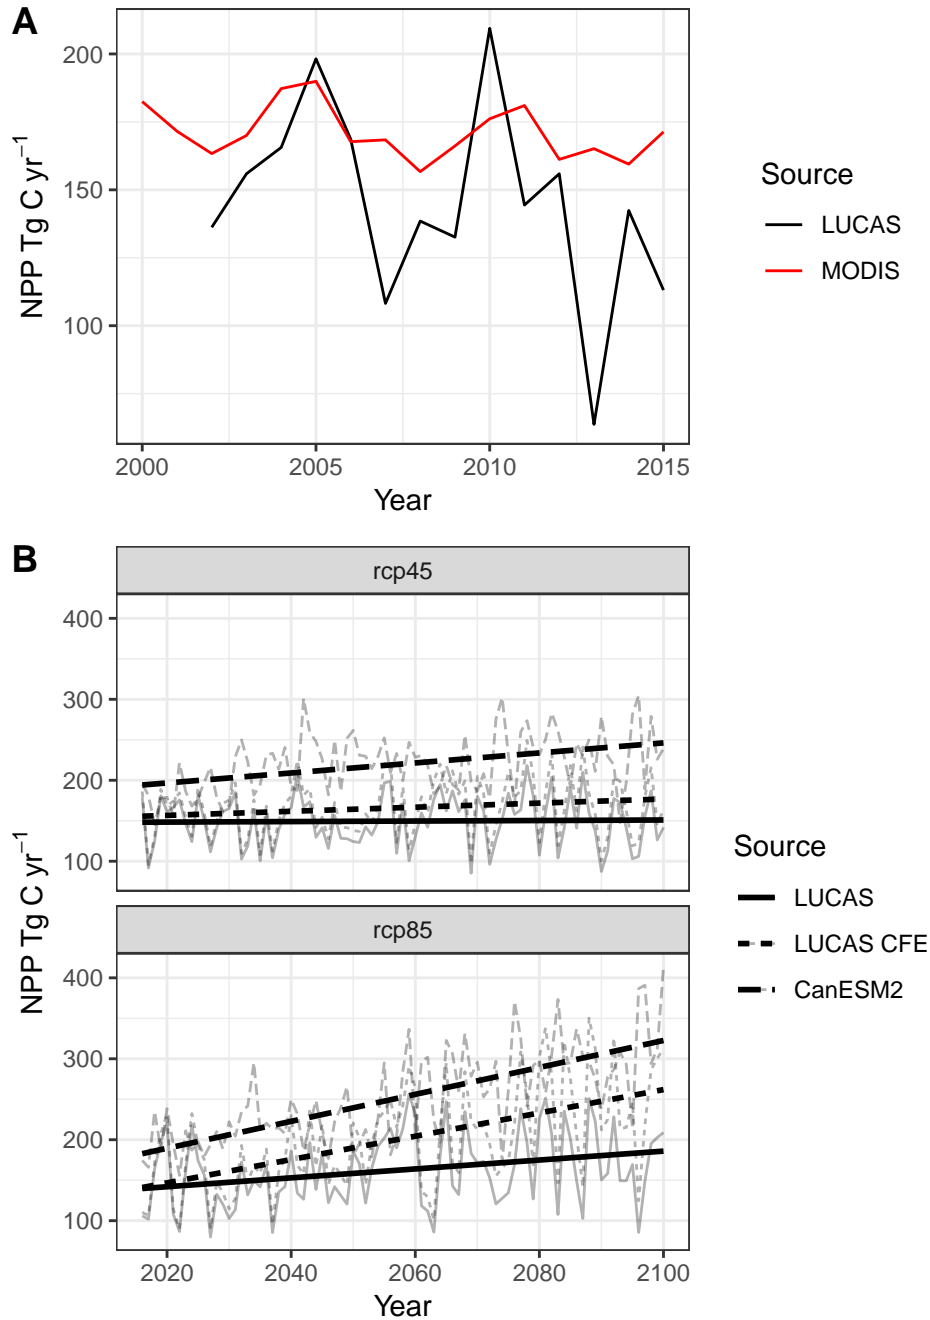 A
200
150
100
NPP Tg C yr⁻¹
2000 2005 2010 2015
Year
Source
LUCAS
MODIS
B
rcp45
400
300
200
100
rcp85
400
300
200
100
NPP Tg C yr⁻¹
2020 2040 2060 2080 2100
Year
Source
LUCAS
LUCAS CFE
CanESM2